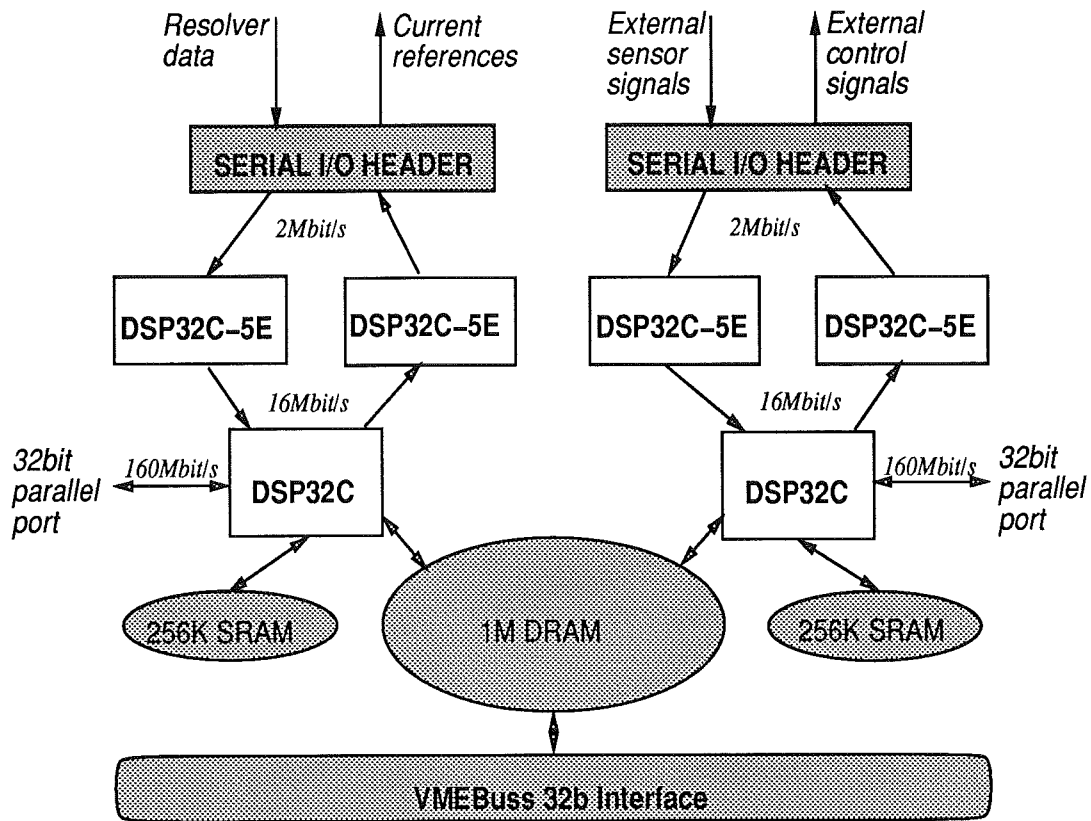 Resolver
data
Current
references
External
sensor
signals
External
control
signals
SERIAL I/O HEADER
SERIAL I/O HEADER
2Mbit/s
2Mbit/s
DSP32C–5E
DSP32C–5E
DSP32C–5E
DSP32C–5E
16Mbit/s
16Mbit/s
32bit
parallel
port
160Mbit/s
DSP32C
DSP32C
160Mbit/s
32bit
parallel
port
256K SRAM
1M DRAM
256K SRAM
VMEBuss 32b Interface